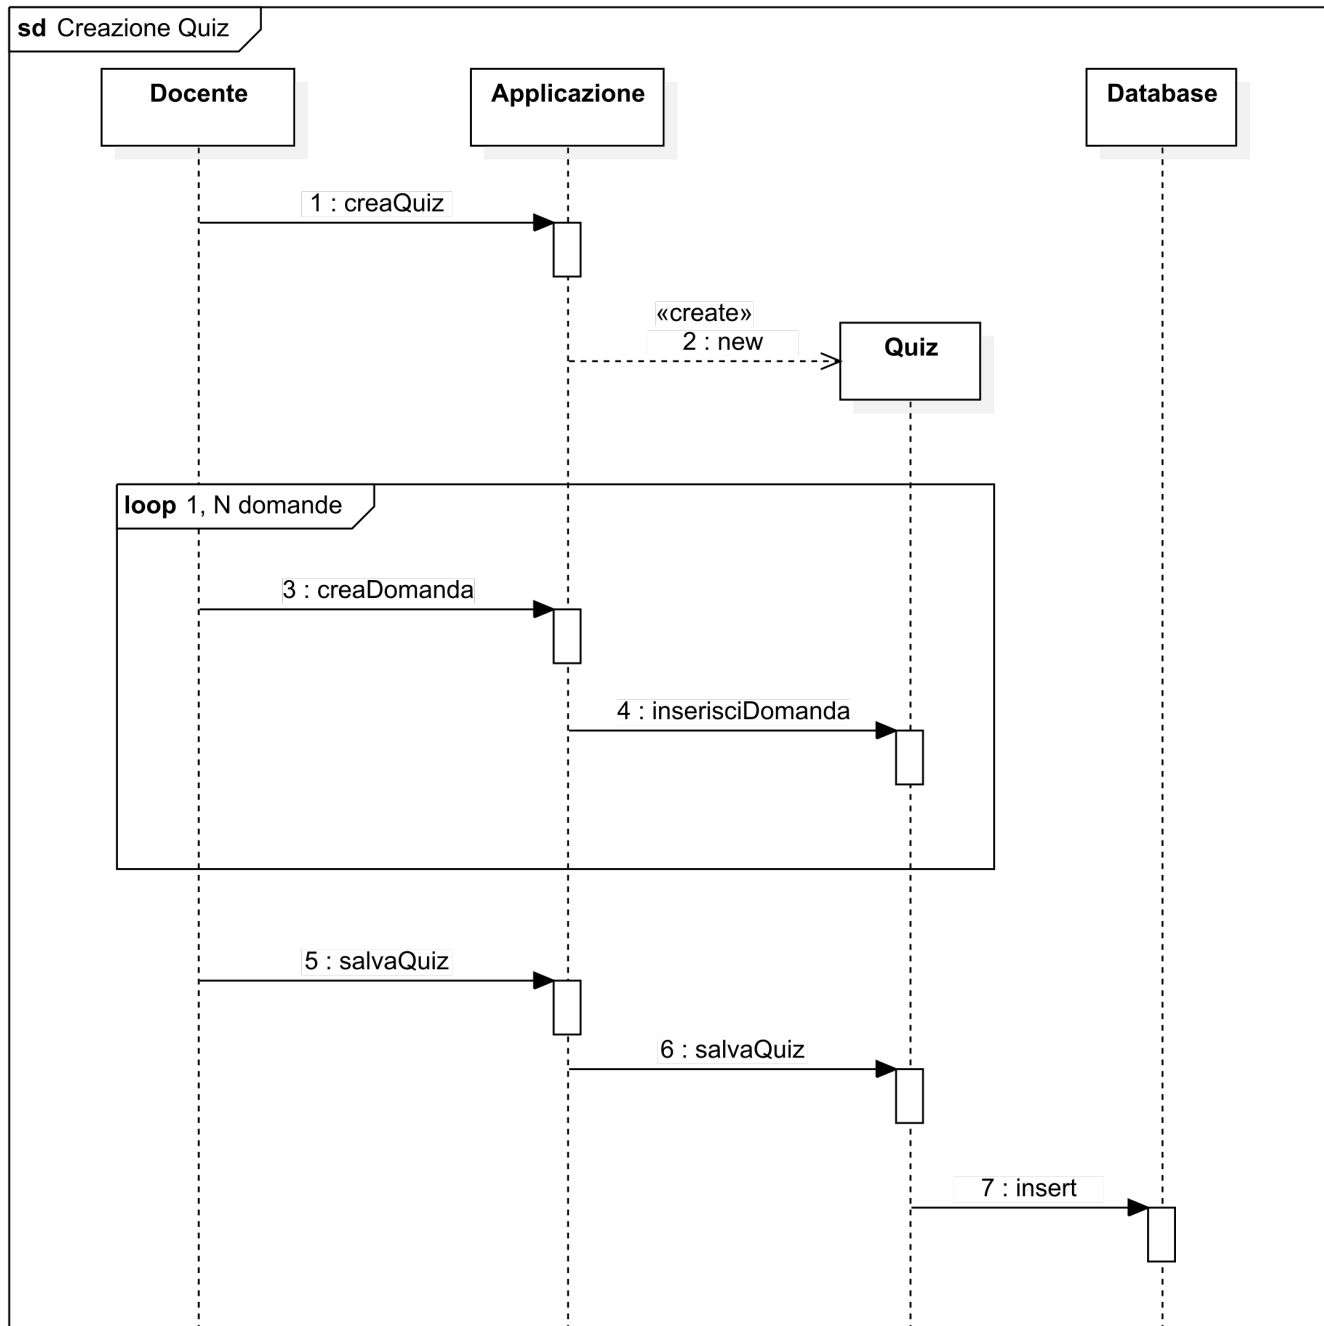 sd Creazione Quiz
Docente
Applicazione
Database
1 : creaQuiz
«create»
2 : new
Quiz
loop 1, N domande
3 : creaDomanda
4 : inserisciDomanda
5 : salvaQuiz
6 : salvaQuiz
7 : insert